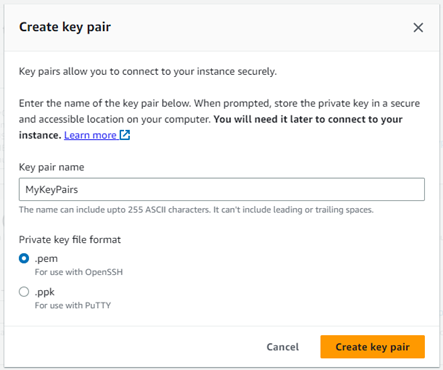 Create key pair
Key pairs allow you to connect to your instance securely.
Enter the name of the key pair below. When prompted, store the private key in a secure
and accessible location on your computer. You will need it later to connect to your
instance. Learn more
Key pair name
MyKeyPairs
The name can include upto 255 ASCII characters. It can't include leading or trailing spaces.
Private key file format
.pem
For use with OpenSSH
.ppk
For use with PuTTY
Cancel
Create key pair